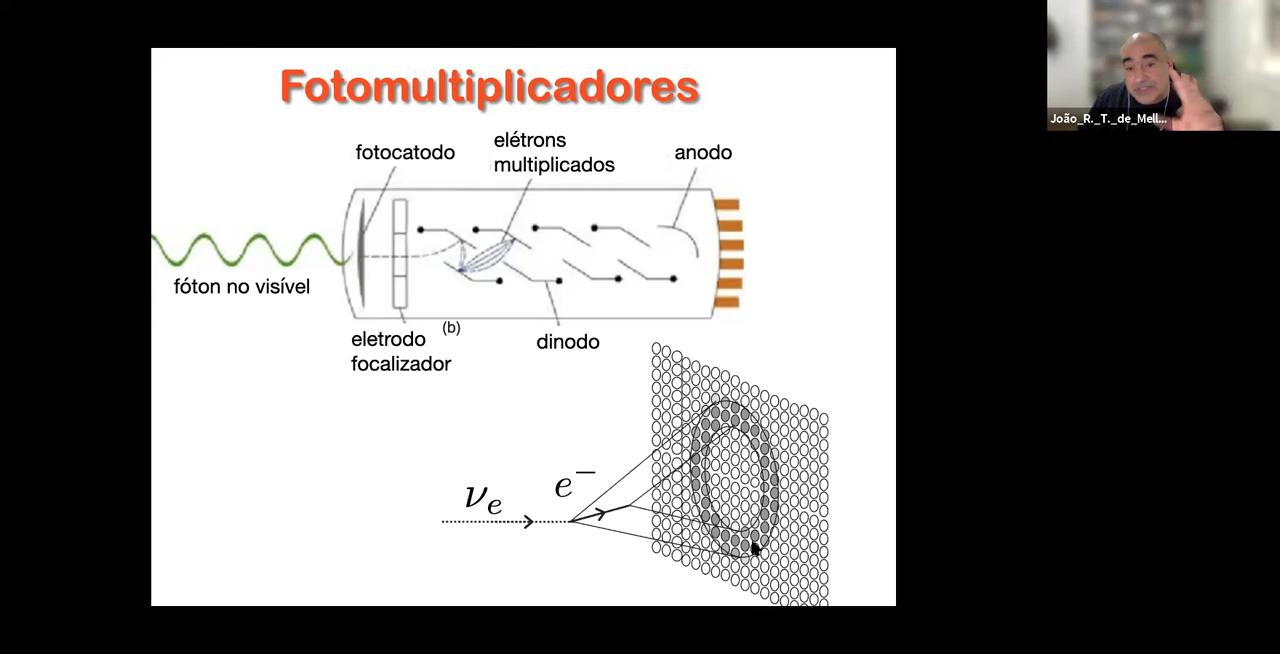 Fotomultiplicadores
elétrons
multiplicados
fotocatodo
anodo
fóton no visível
(b)
eletrodo
focalizador
dinodo
νe
e−
João_R._T._de_Mell...